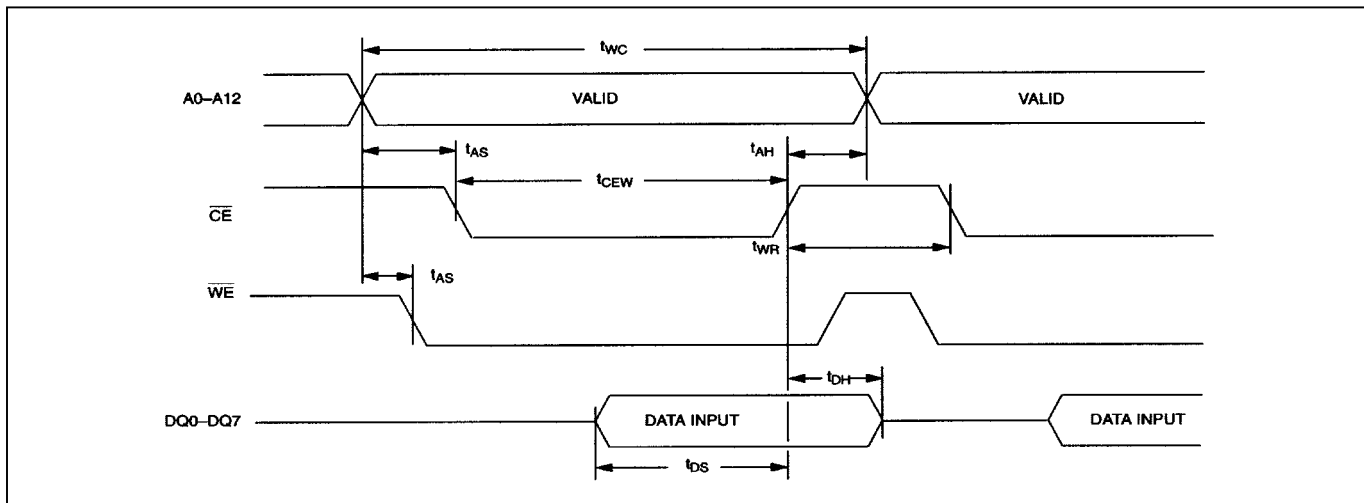 tWC
A0–A12
VALID
VALID
tAS
tAH
tCEW
CE
tWR
tAS
WE
tDH
DQ0–DQ7
DATA INPUT
DATA INPUT
tDS